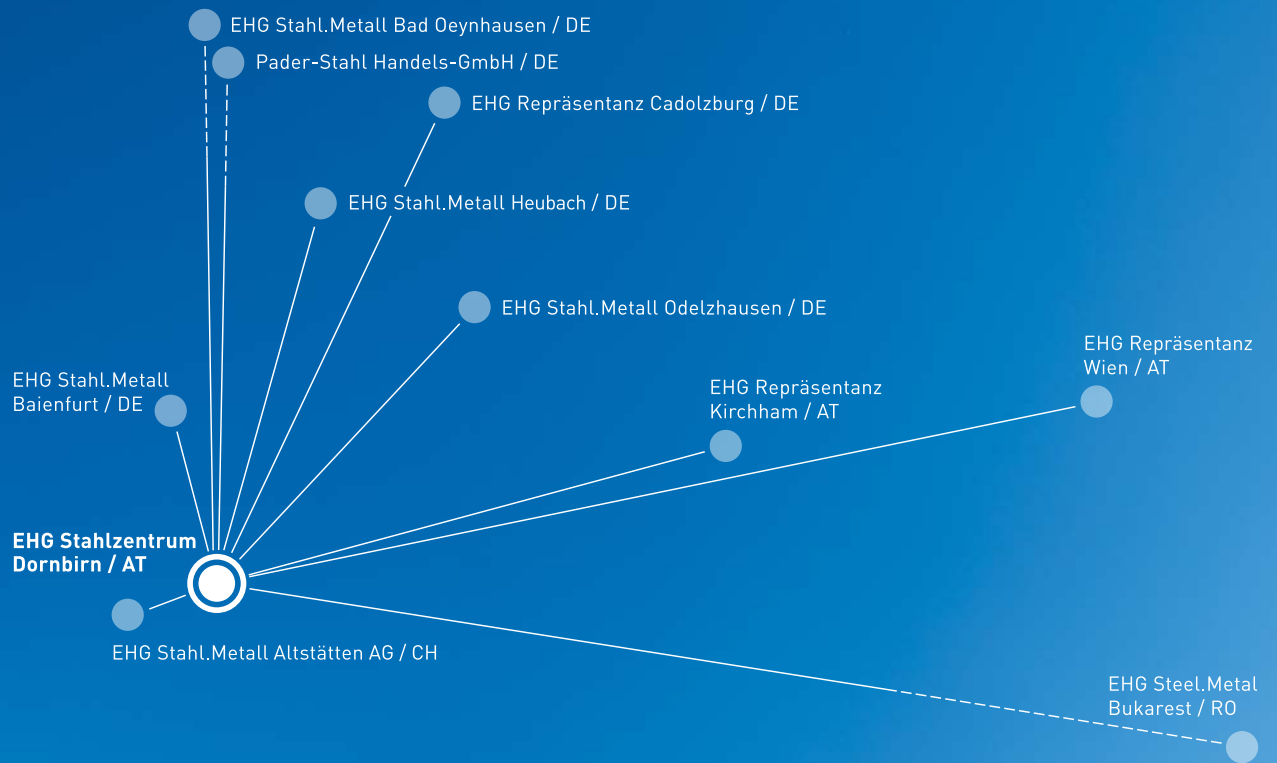 EHG Stahl.Metall Bad Oeynhausen / DE
Pader-Stahl Handels-GmbH / DE
EHG Repräsentanz Cadolzburg / DE
EHG Stahl.Metall Heubach / DE
EHG Stahl.Metall Odelzhausen / DE
EHG Repräsentanz
Wien / AT
EHG Stahl.Metall
Baienfurt / DE
EHG Repräsentanz
Kirchham / AT
EHG Stahlzentrum
Dornbirn / AT
EHG Stahl.Metall Altstätten AG / CH
EHG Steel.Metal
Bukarest / RO